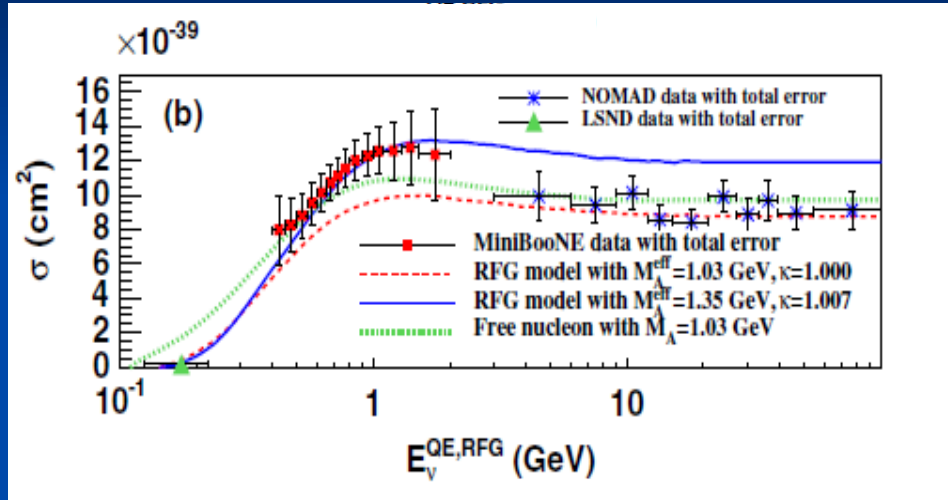 ×10⁻³⁹
16
14
12
10
8
6
4
2
0
σ (cm²)
(b)
NOMAD data with total error
LSND data with total error
MiniBooNE data with total error
RFG model with M_A^eff=1.03 GeV, κ=1.000
RFG model with M_A^eff=1.35 GeV, κ=1.007
Free nucleon with M_A=1.03 GeV
10⁻¹ 1 10
E_ν^QE,RFG (GeV)